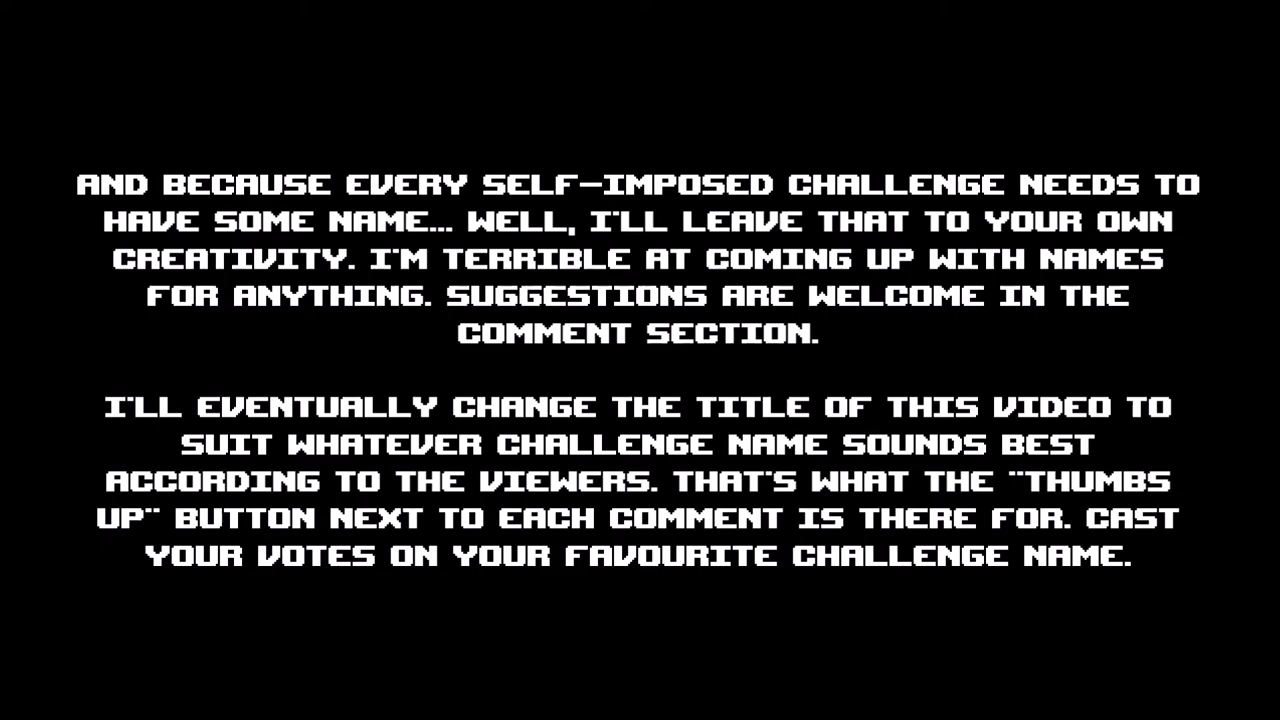 AND BECAUSE EVERY SELF-IMPOSED CHALLENGE NEEDS TO
HAVE SOME NAME... WELL, I'LL LEAVE THAT TO YOUR OWN
CREATIVITY. I'M TERRIBLE AT COMING UP WITH NAMES
FOR ANYTHING. SUGGESTIONS ARE WELCOME IN THE
COMMENT SECTION.
I'LL EVENTUALLY CHANGE THE TITLE OF THIS VIDEO TO
SUIT WHATEVER CHALLENGE NAME SOUNDS BEST
ACCORDING TO THE VIEWERS. THAT'S WHAT THE "THUMBS
UP" BUTTON NEXT TO EACH COMMENT IS THERE FOR. CAST
YOUR VOTES ON YOUR FAVOURITE CHALLENGE NAME.